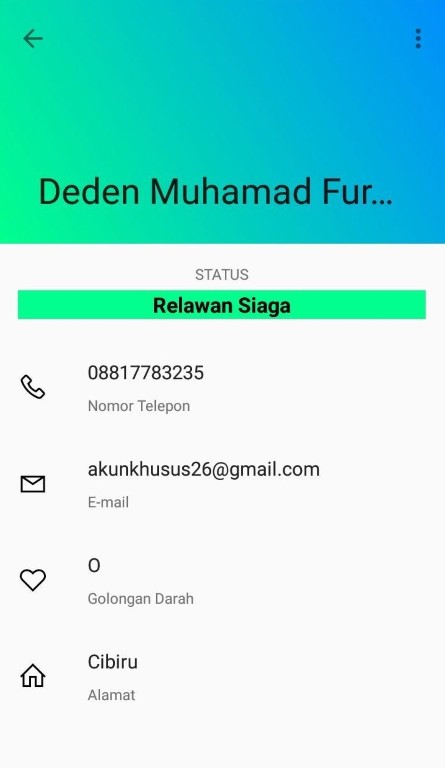 Deden Muhamad Fur...
STATUS
Relawan Siaga
08817783235
Nomor Telepon
akunkhusus26@gmail.com
E-mail
O
Golongan Darah
Cibiru
Alamat